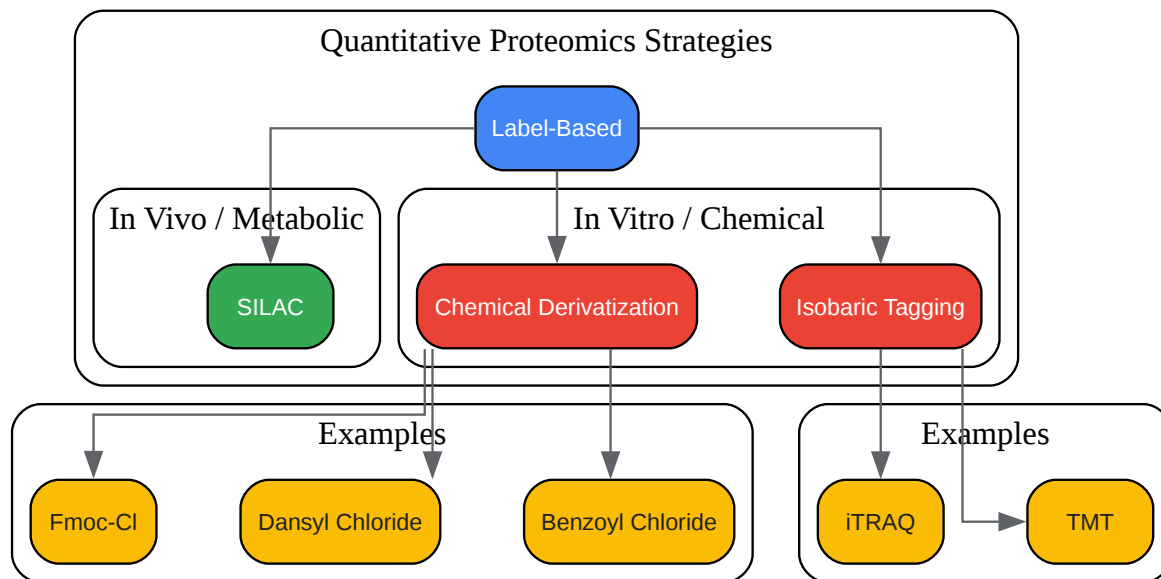 Quantitative Proteomics Strategies
Label-Based
In Vivo / Metabolic
In Vitro / Chemical
SILAC
Chemical Derivatization
Isobaric Tagging
Examples
Examples
Fmoc-Cl
Dansyl Chloride
Benzoyl Chloride
iTRAQ
TMT